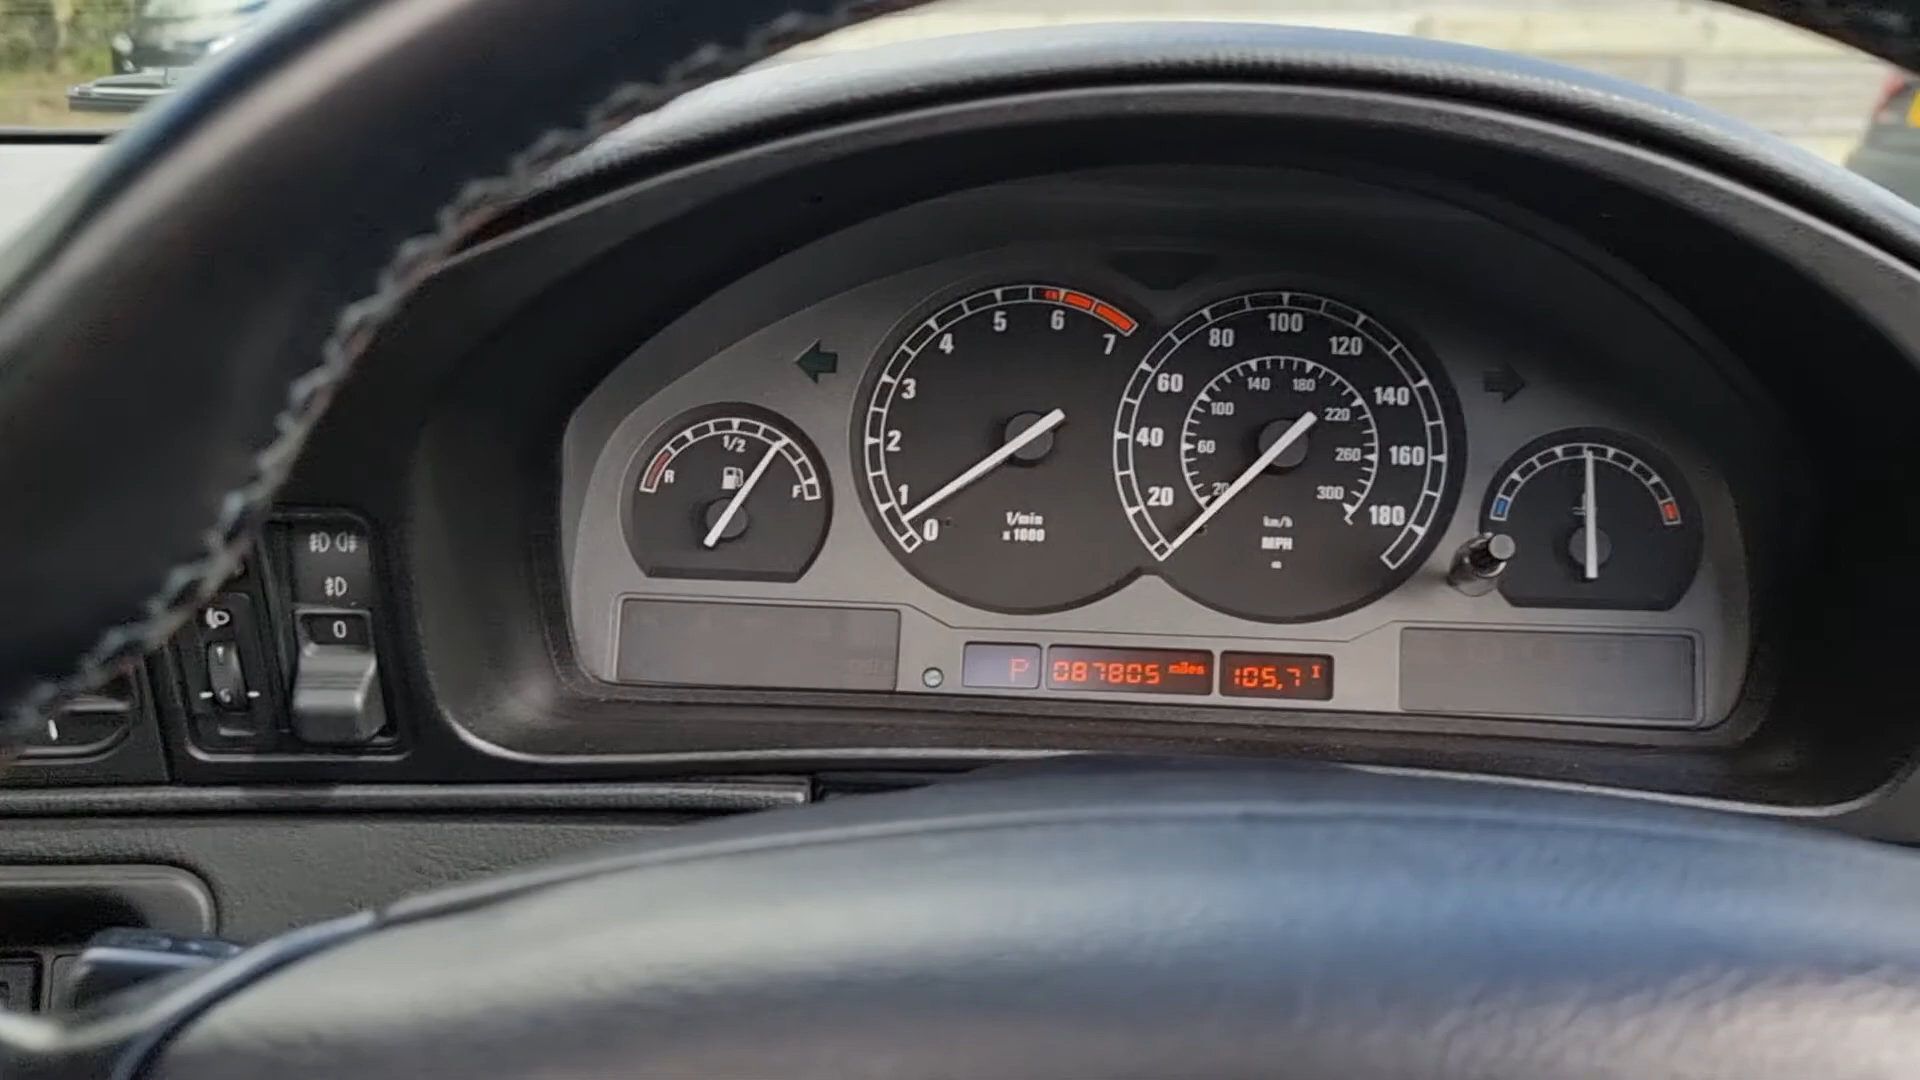 5 6
4 7
3
2
1
0
1/min
x 1000
80 100 120
60 140
40 160
20 180
140 180
100 220
60 260
20 300
km/h
MPH
1/2
R F
0
P 087805 miles 105,7 I